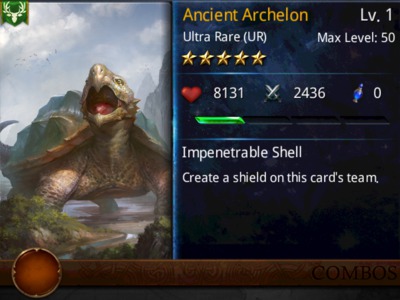 Ancient Archelon Lv. 1
Ultra Rare (UR) Max Level: 50
8131 2436 0
Impenetrable Shell
Create a shield on this card's team,
COMBOS